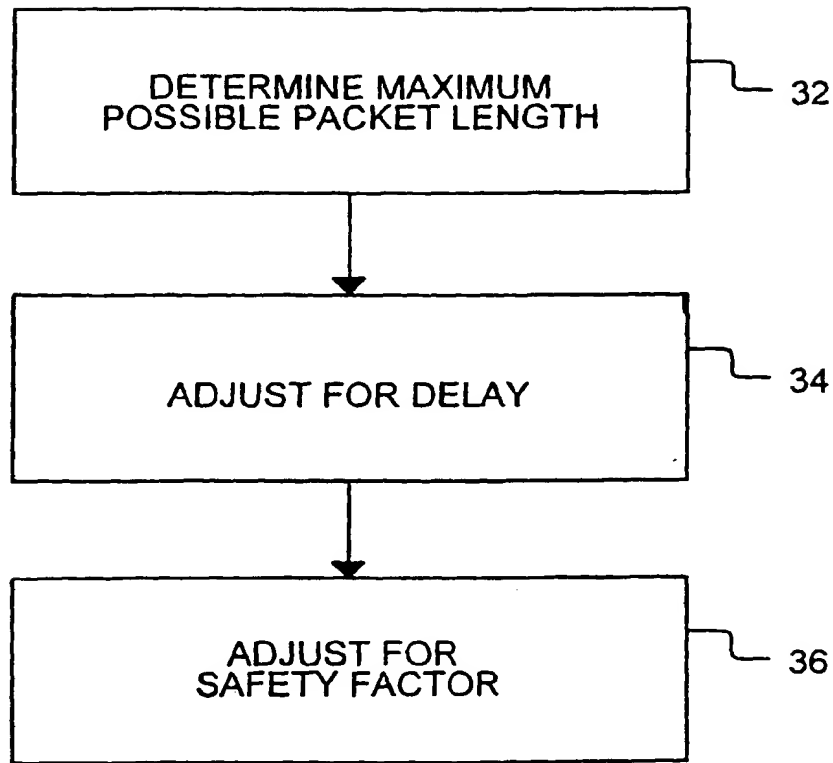 DETERMINE MAXIMUM
POSSIBLE PACKET LENGTH
32
ADJUST FOR DELAY
34
ADJUST FOR
SAFETY FACTOR
36